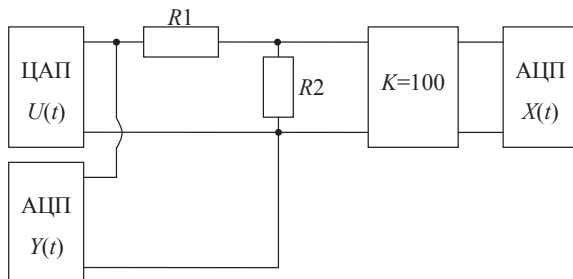 R1
ЦАП
U(t)
R2
K=100
АЦП
X(t)
АЦП
Y(t)